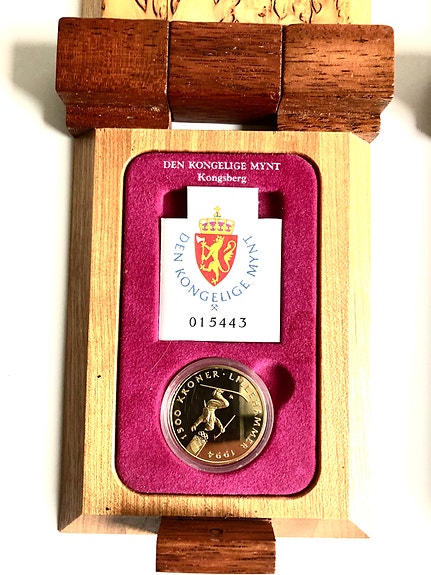 DEN KONGELIGE MYNT
Kongsberg
DEN KONGELIGE MYNT
015443
1500 KRONER · LILLEHAMMER 1994